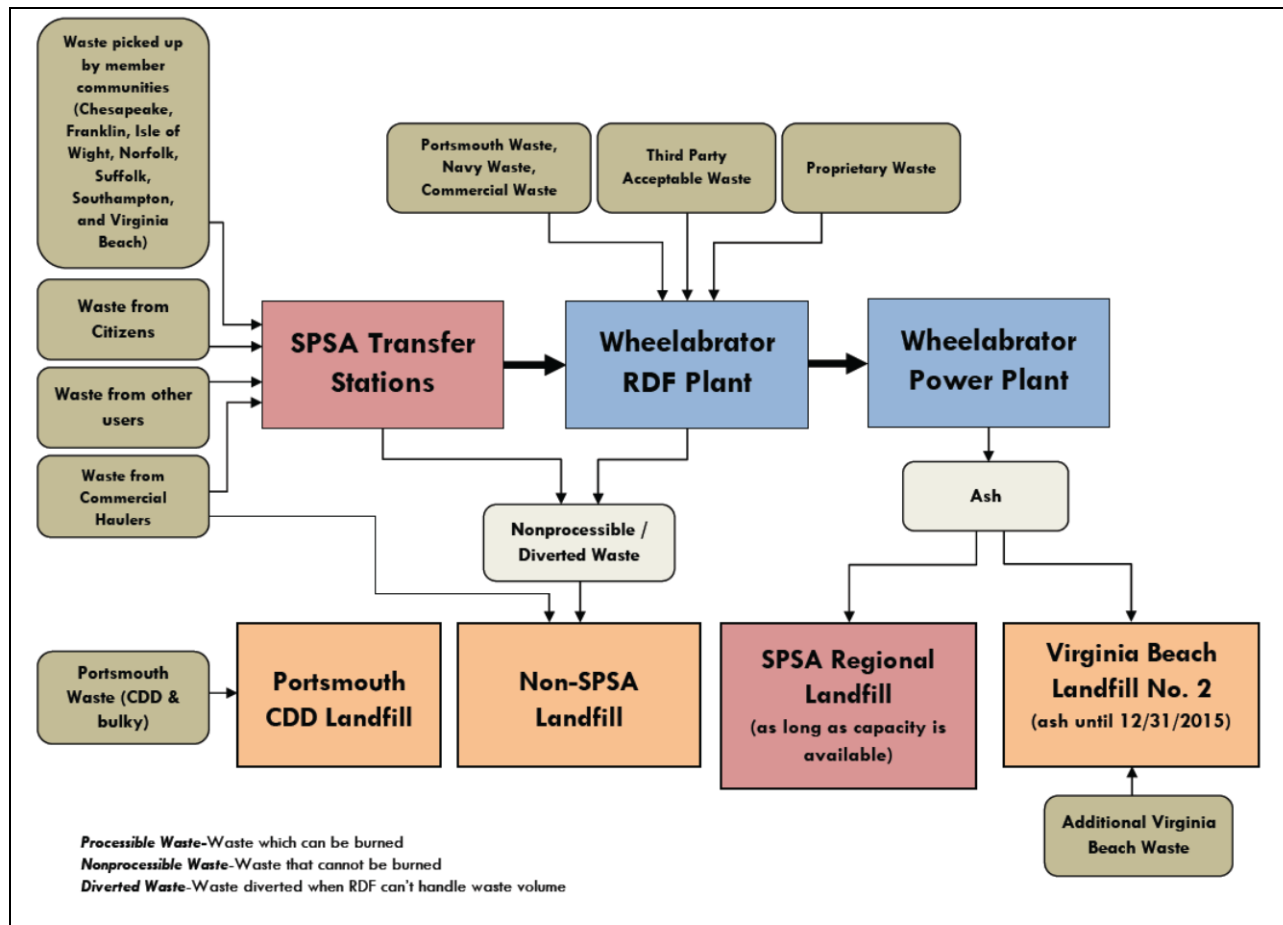 Waste picked up
by member
communities
(Chesapeake,
Franklin, Isle of
Wight, Norfolk,
Suffolk,
Southampton,
and Virginia
Beach)
Portsmouth Waste,
Navy Waste,
Commercial Waste
Third Party
Acceptable Waste
Proprietary Waste
Waste from
Citizens
Waste from other
users
Waste from
Commercial
Haulers
SPSA Transfer
Stations
Wheelabrator
RDF Plant
Wheelabrator
Power Plant
Nonprocessible /
Diverted Waste
Ash
Portsmouth
Waste (CDD &
bulky)
Portsmouth
CDD Landfill
Non-SPSA
Landfill
SPSA Regional
Landfill
(as long as capacity is
available)
Virginia Beach
Landfill No. 2
(ash until 12/31/2015)
Additional Virginia
Beach Waste
Processible Waste-Waste which can be burned
Nonprocessible Waste-Waste that cannot be burned
Diverted Waste-Waste diverted when RDF can't handle waste volume